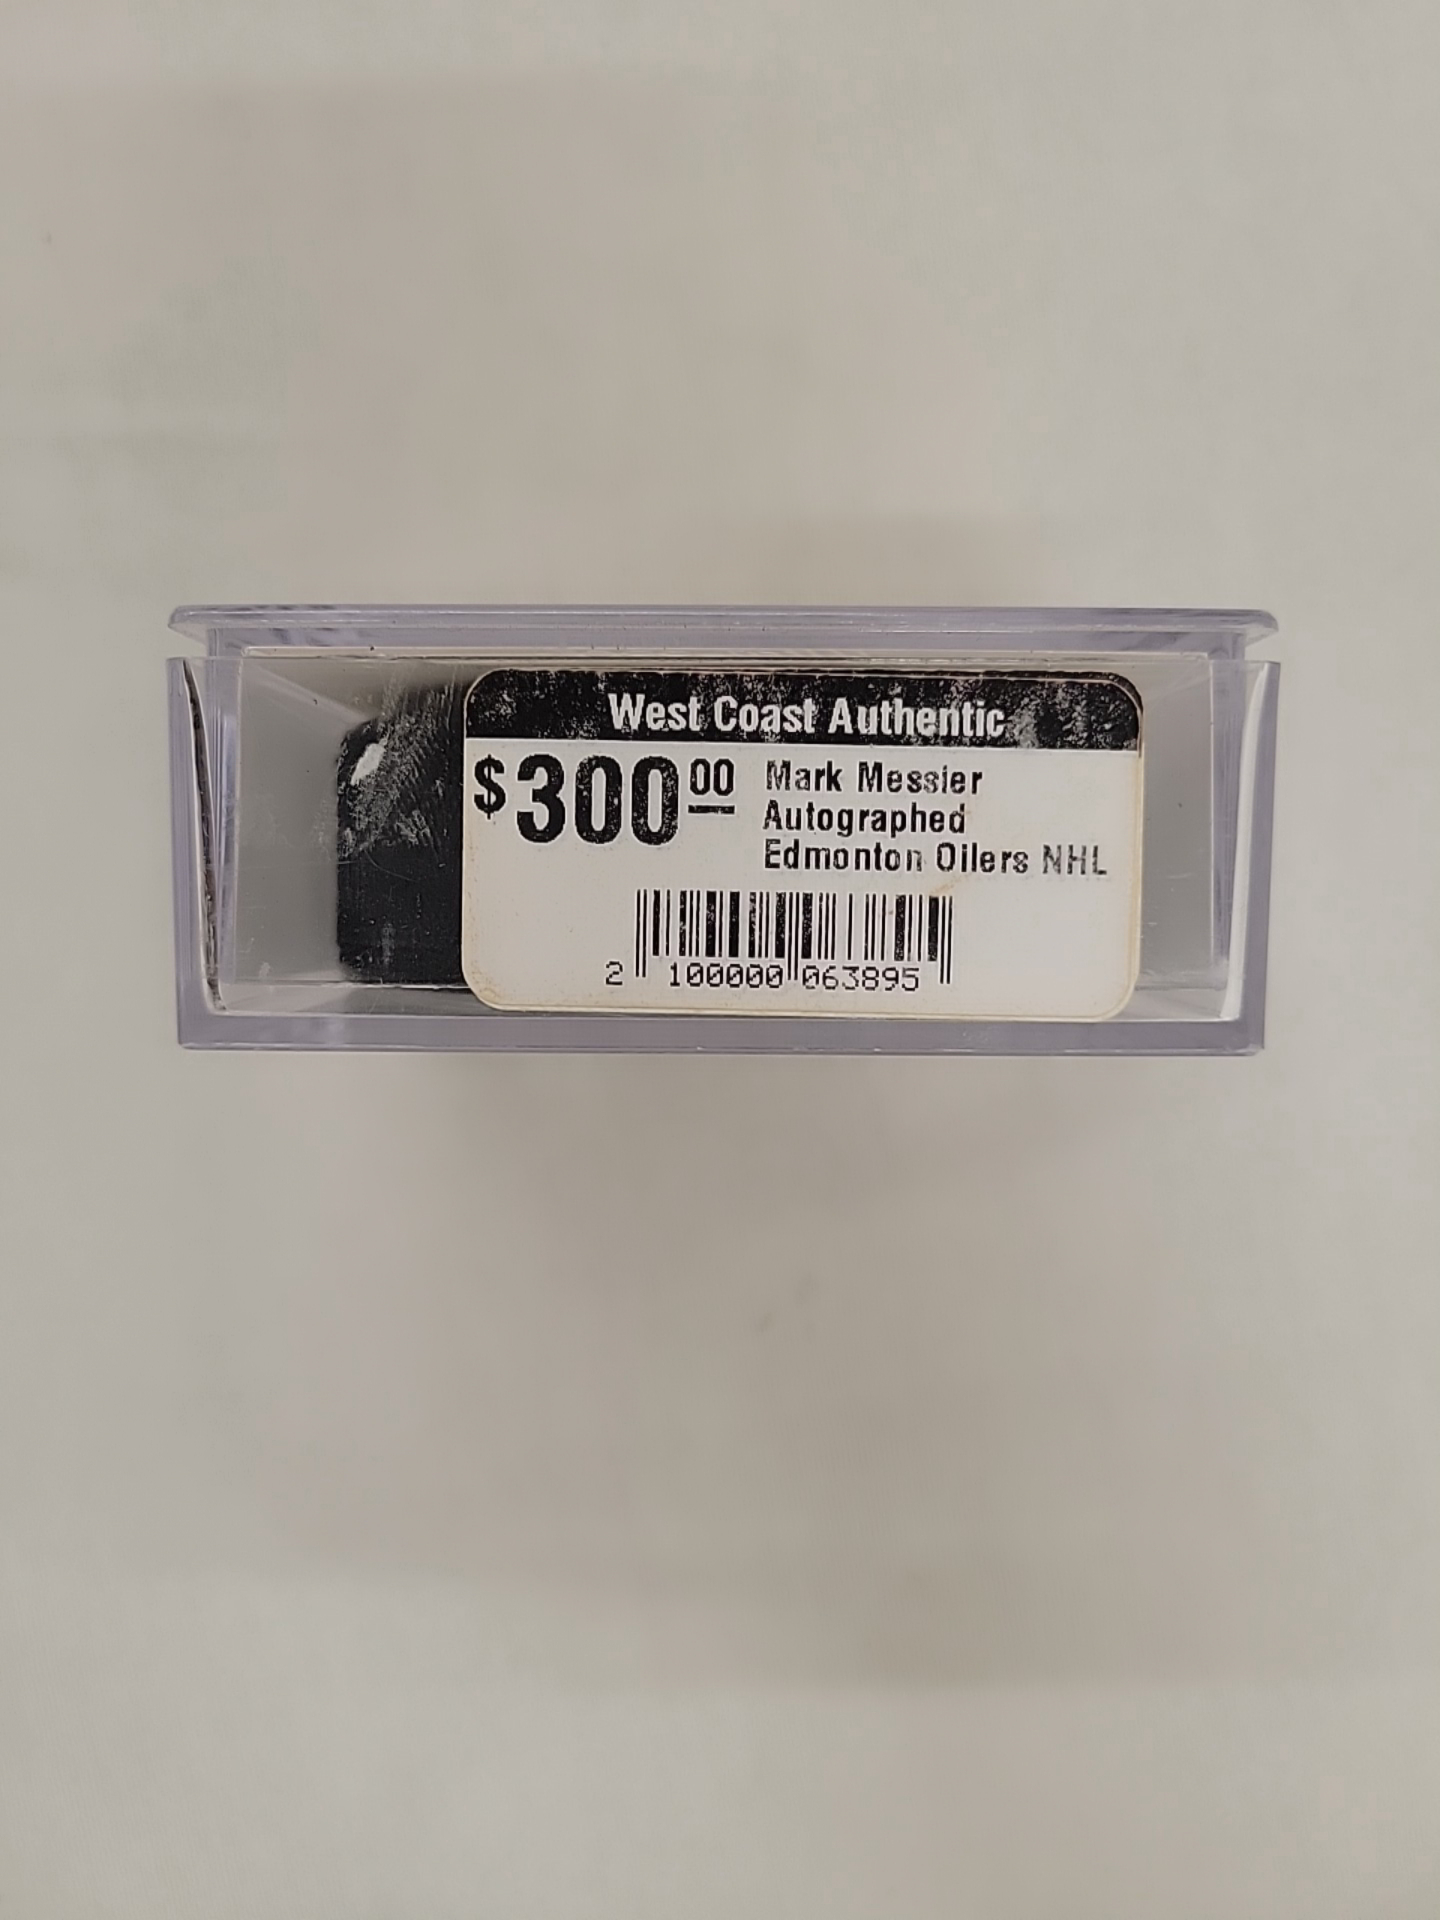 West Coast Authentic
$300.00 Mark Messier
Autographed
Edmonton Oilers NHL
2 100000 063895